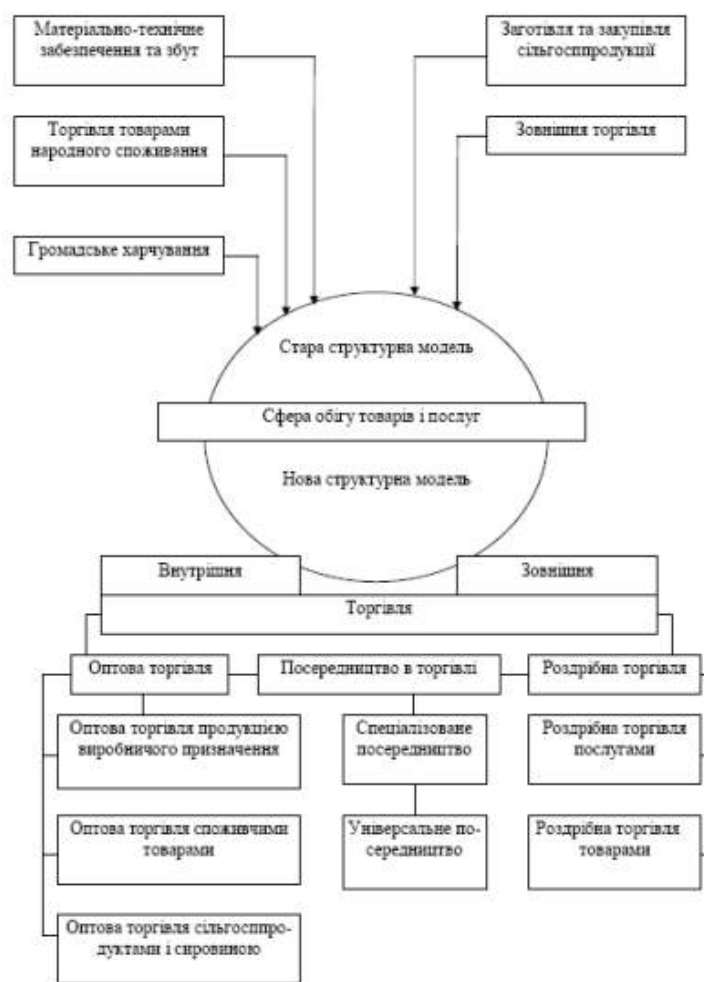 Матеріально-технічне
забезпечення та збут
Заготівля та закупівля
сільгосппродукції
Торгівля товарами
народного споживання
Зовнішня торгівля
Громадське харчування
Стара структурна модель
Сфера обігу товарів і послуг
Нова структурна модель
Внутрішня
Зовнішня
Торгівля
Оптова торгівля
Посередництво в торгівлі
Роздрібна торгівля
Оптова торгівля продукцією
виробничого призначення
Спеціалізоване
посередництво
Роздрібна торгівля
послугами
Оптова торгівля споживчими
товарами
Універсальне по-
середництво
Роздрібна торгівля
товарами
Оптова торгівля сільгосппро-
дуктами і сировиною